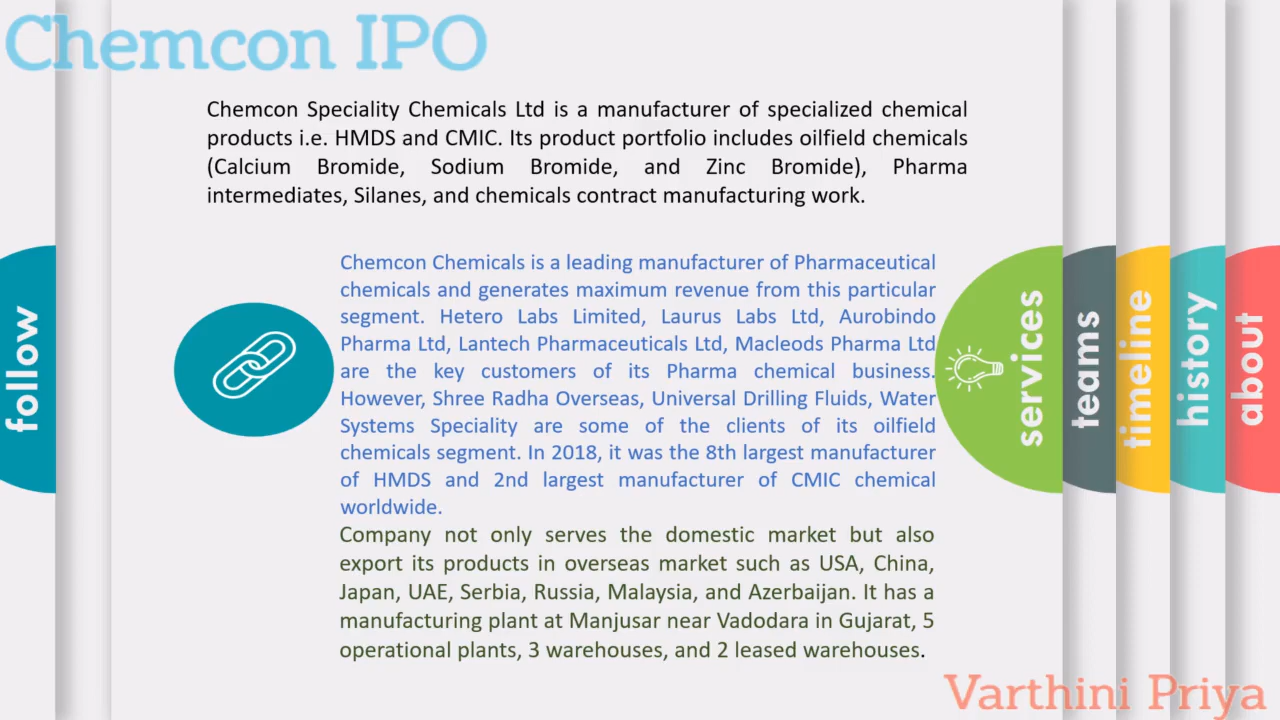 Chemcon IPO
Chemcon Speciality Chemicals Ltd is a manufacturer of specialized chemical
products i.e. HMDS and CMIC. Its product portfolio includes oilfield chemicals
(Calcium Bromide, Sodium Bromide, and Zinc Bromide), Pharma
intermediates, Silanes, and chemicals contract manufacturing work.
Chemcon Chemicals is a leading manufacturer of Pharmaceutical
chemicals and generates maximum revenue from this particular
segment. Hetero Labs Limited, Laurus Labs Ltd, Aurobindo
Pharma Ltd, Lantech Pharmaceuticals Ltd, Macleods Pharma Ltd
are the key customers of its Pharma chemical business.
However, Shree Radha Overseas, Universal Drilling Fluids, Water
Systems Speciality are some of the clients of its oilfield
chemicals segment. In 2018, it was the 8th largest manufacturer
of HMDS and 2nd largest manufacturer of CMIC chemical
worldwide.
Company not only serves the domestic market but also
export its products in overseas market such as USA, China,
Japan, UAE, Serbia, Russia, Malaysia, and Azerbaijan. It has a
manufacturing plant at Manjusar near Vadodara in Gujarat, 5
operational plants, 3 warehouses, and 2 leased warehouses.
follow
services
teams
timeline
history
about
Varthini Priya